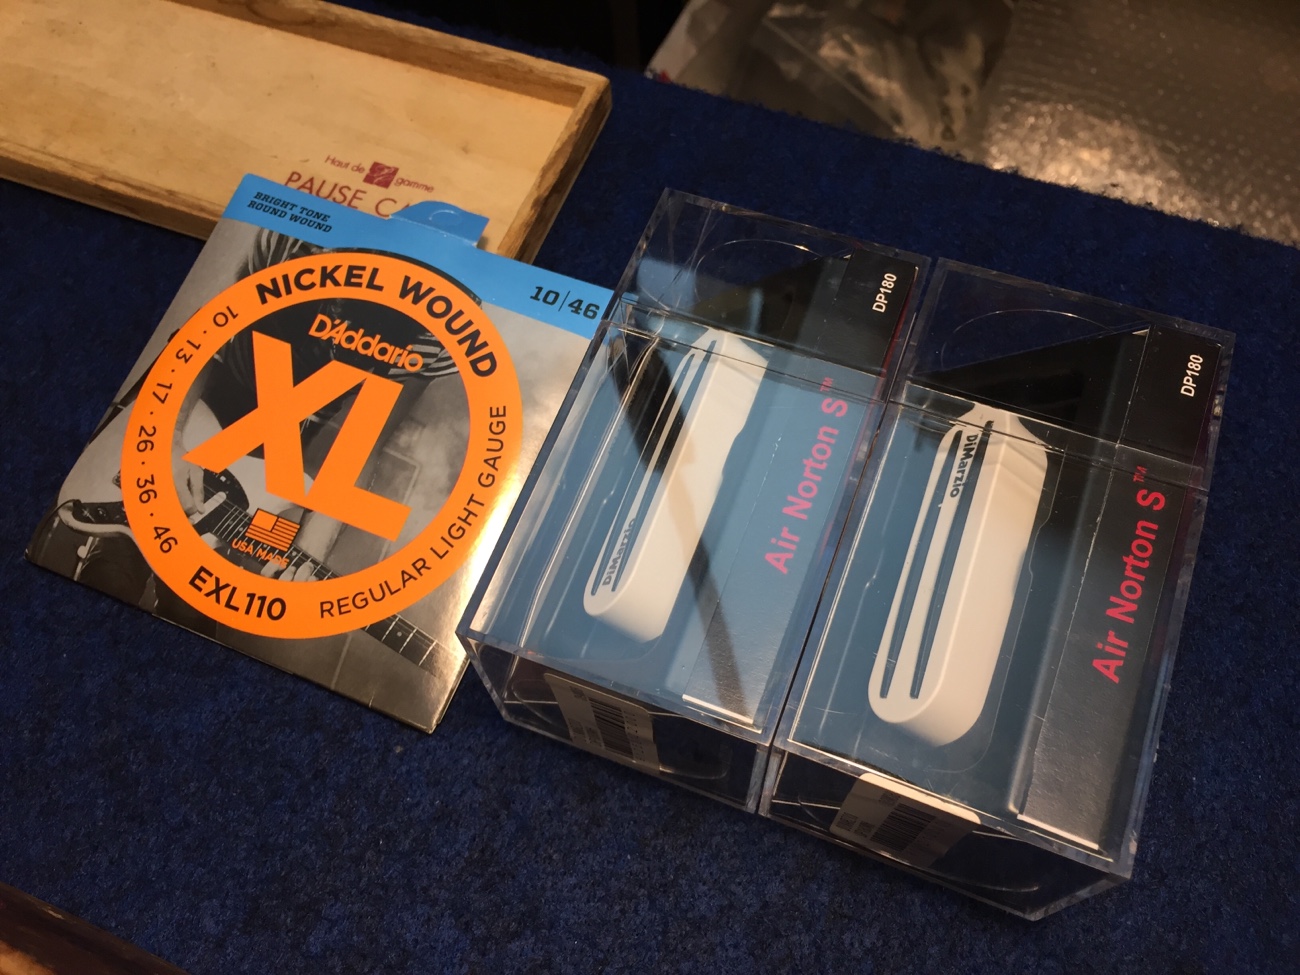 Haut de gamme
PAUSE
BRIGHT TONE
ROUND WOUND
10/46
NICKEL WOUND
D'Addario
XL
10 · 13 · 17 · 26 · 36 · 46
USA MADE
EXL110
REGULAR LIGHT GAUGE
DP180
Air Norton S™
DiMarzio
DP180
Air Norton S™
DiMarzio